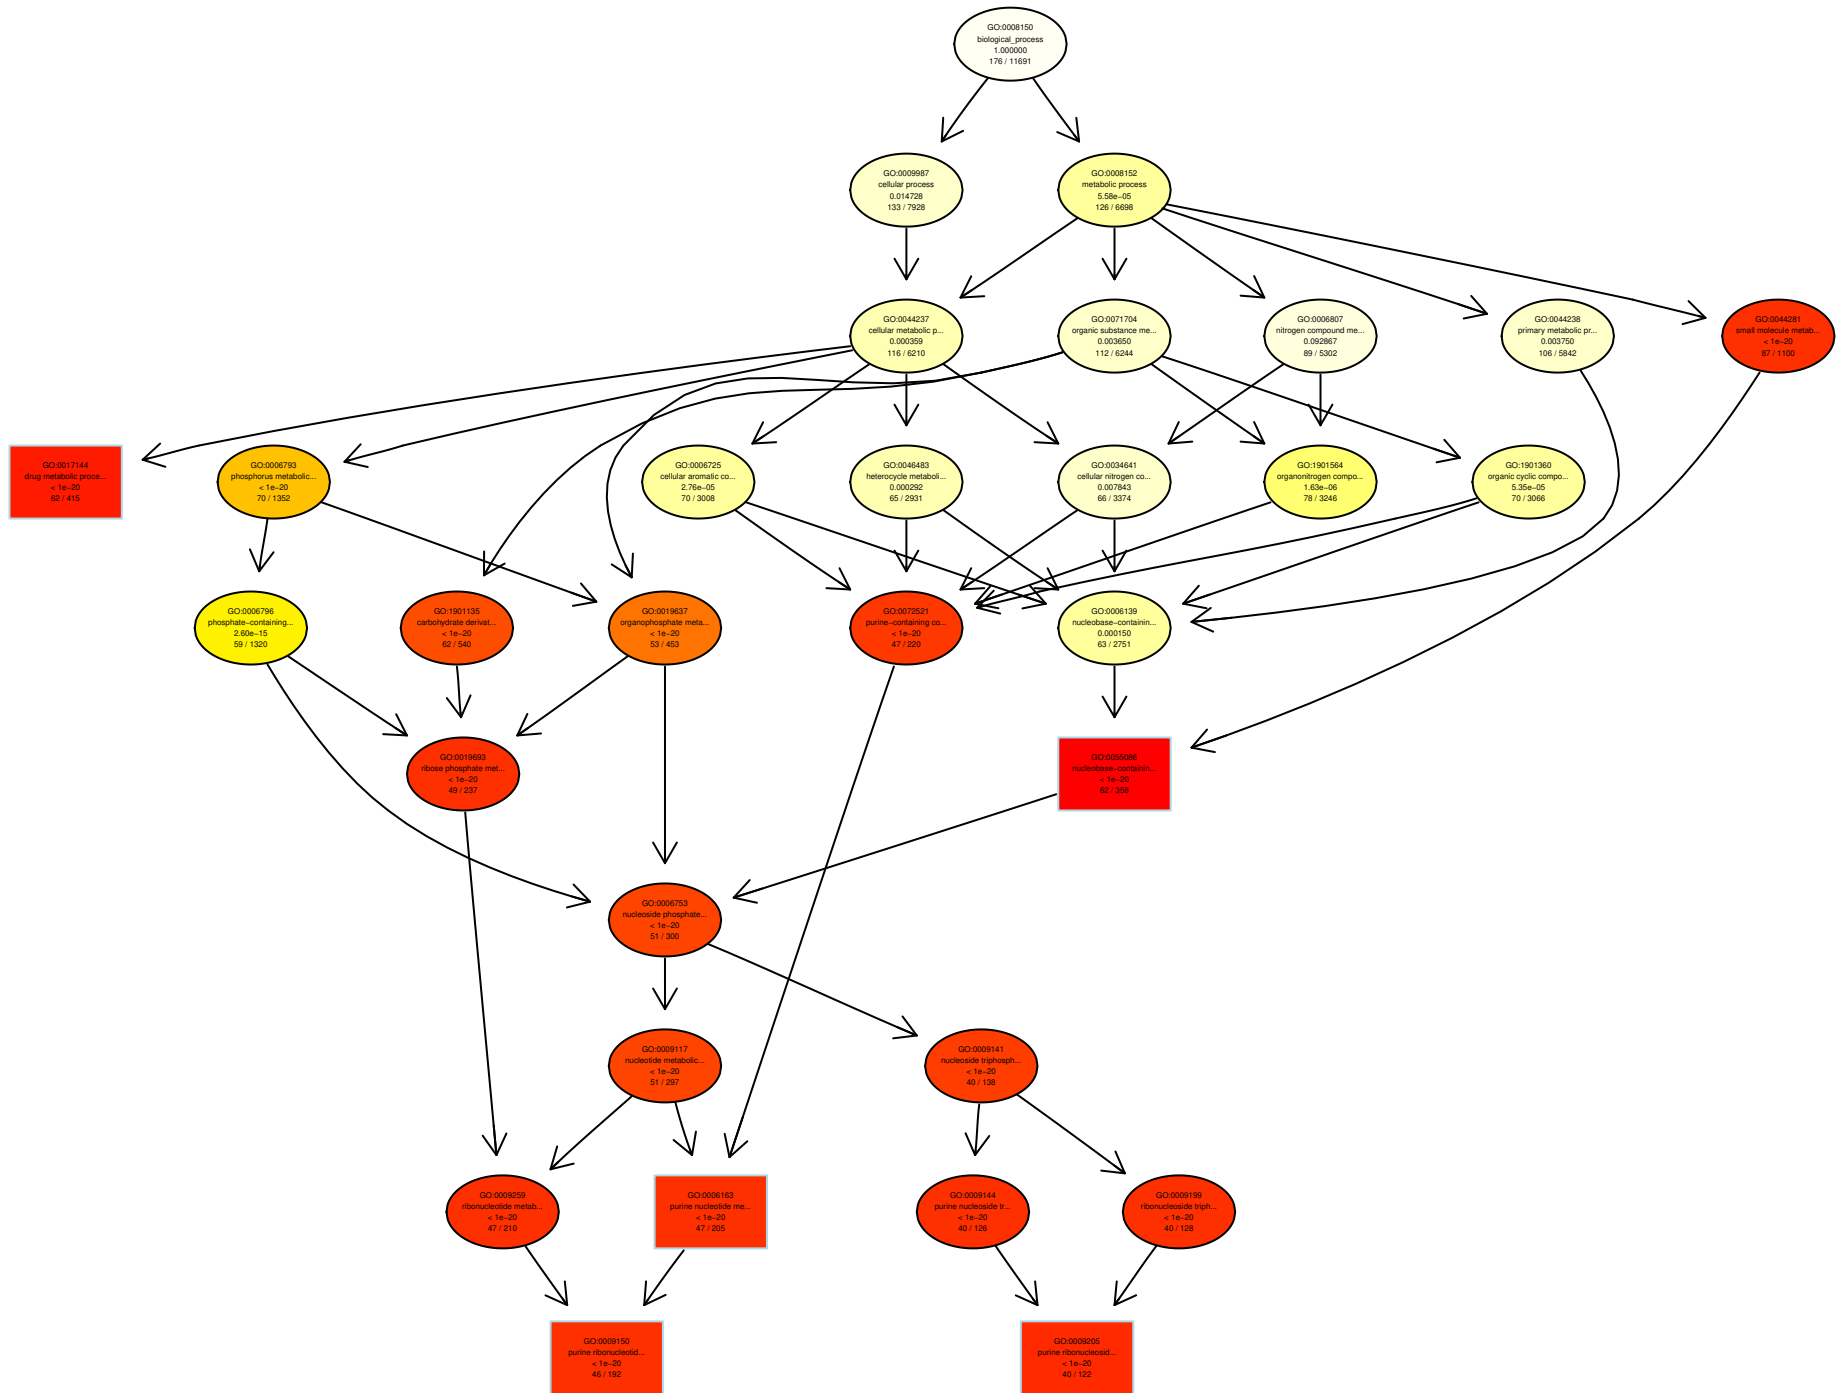 GO:0008150
biological_process
1.000000
176 / 11691
GO:0009987
cellular process
0.014728
133 / 7928
GO:0008152
metabolic process
5.58e−05
126 / 6698
GO:0044237
cellular metabolic p...
0.000359
116 / 6210
GO:0071704
organic substance me...
0.003650
112 / 6244
GO:0006807
nitrogen compound me...
0.092867
89 / 5302
GO:0044238
primary metabolic pr...
0.003750
106 / 5842
GO:0044281
small molecule metab...
< 1e−20
87 / 1100
GO:0017144
drug metabolic proce...
< 1e−20
62 / 415
GO:0006793
phosphorus metabolic...
< 1e−20
70 / 1352
GO:0006725
cellular aromatic co...
2.76e−05
70 / 3008
GO:0046483
heterocycle metaboli...
0.000292
65 / 2931
GO:0034641
cellular nitrogen co...
0.007843
66 / 3374
GO:1901564
organonitrogen compo...
1.63e−06
78 / 3246
GO:1901360
organic cyclic compo...
5.35e−05
70 / 3066
GO:0006796
phosphate−containing...
2.60e−15
59 / 1320
GO:1901135
carbohydrate derivat...
< 1e−20
62 / 540
GO:0019637
organophosphate meta...
< 1e−20
53 / 453
GO:0072521
purine−containing co...
< 1e−20
47 / 220
GO:0006139
nucleobase−containin...
0.000150
63 / 2751
GO:0019693
ribose phosphate met...
< 1e−20
49 / 237
GO:0055086
nucleobase−containin...
< 1e−20
62 / 356
GO:0006753
nucleoside phosphate...
< 1e−20
51 / 300
GO:0009117
nucleotide metabolic...
< 1e−20
51 / 297
GO:0009141
nucleoside triphosph...
< 1e−20
40 / 138
GO:0009259
ribonucleotide metab...
< 1e−20
47 / 210
GO:0006163
purine nucleotide me...
< 1e−20
47 / 205
GO:0009144
purine nucleoside tr...
< 1e−20
40 / 126
GO:0009199
ribonucleoside triph...
< 1e−20
40 / 128
GO:0009150
purine ribonucleotid...
< 1e−20
46 / 192
GO:0009205
purine ribonucleosid...
< 1e−20
40 / 122